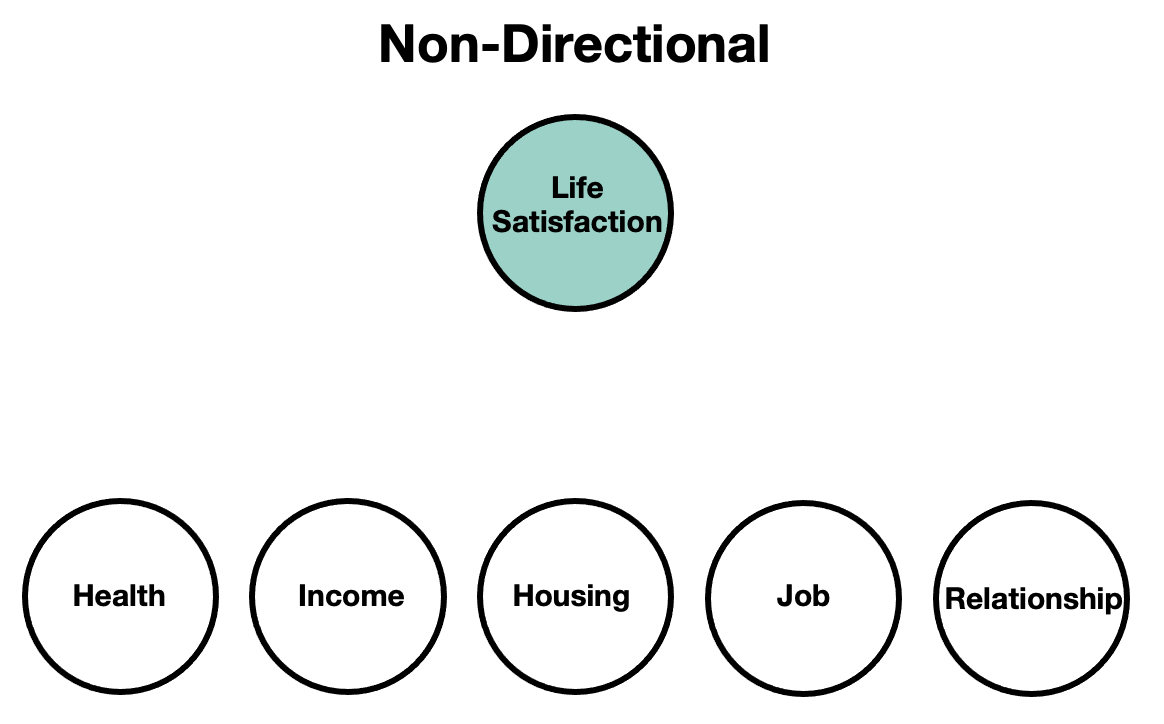 Non-Directional
Life
Satisfaction
Health
Income
Housing
Job
Relationship